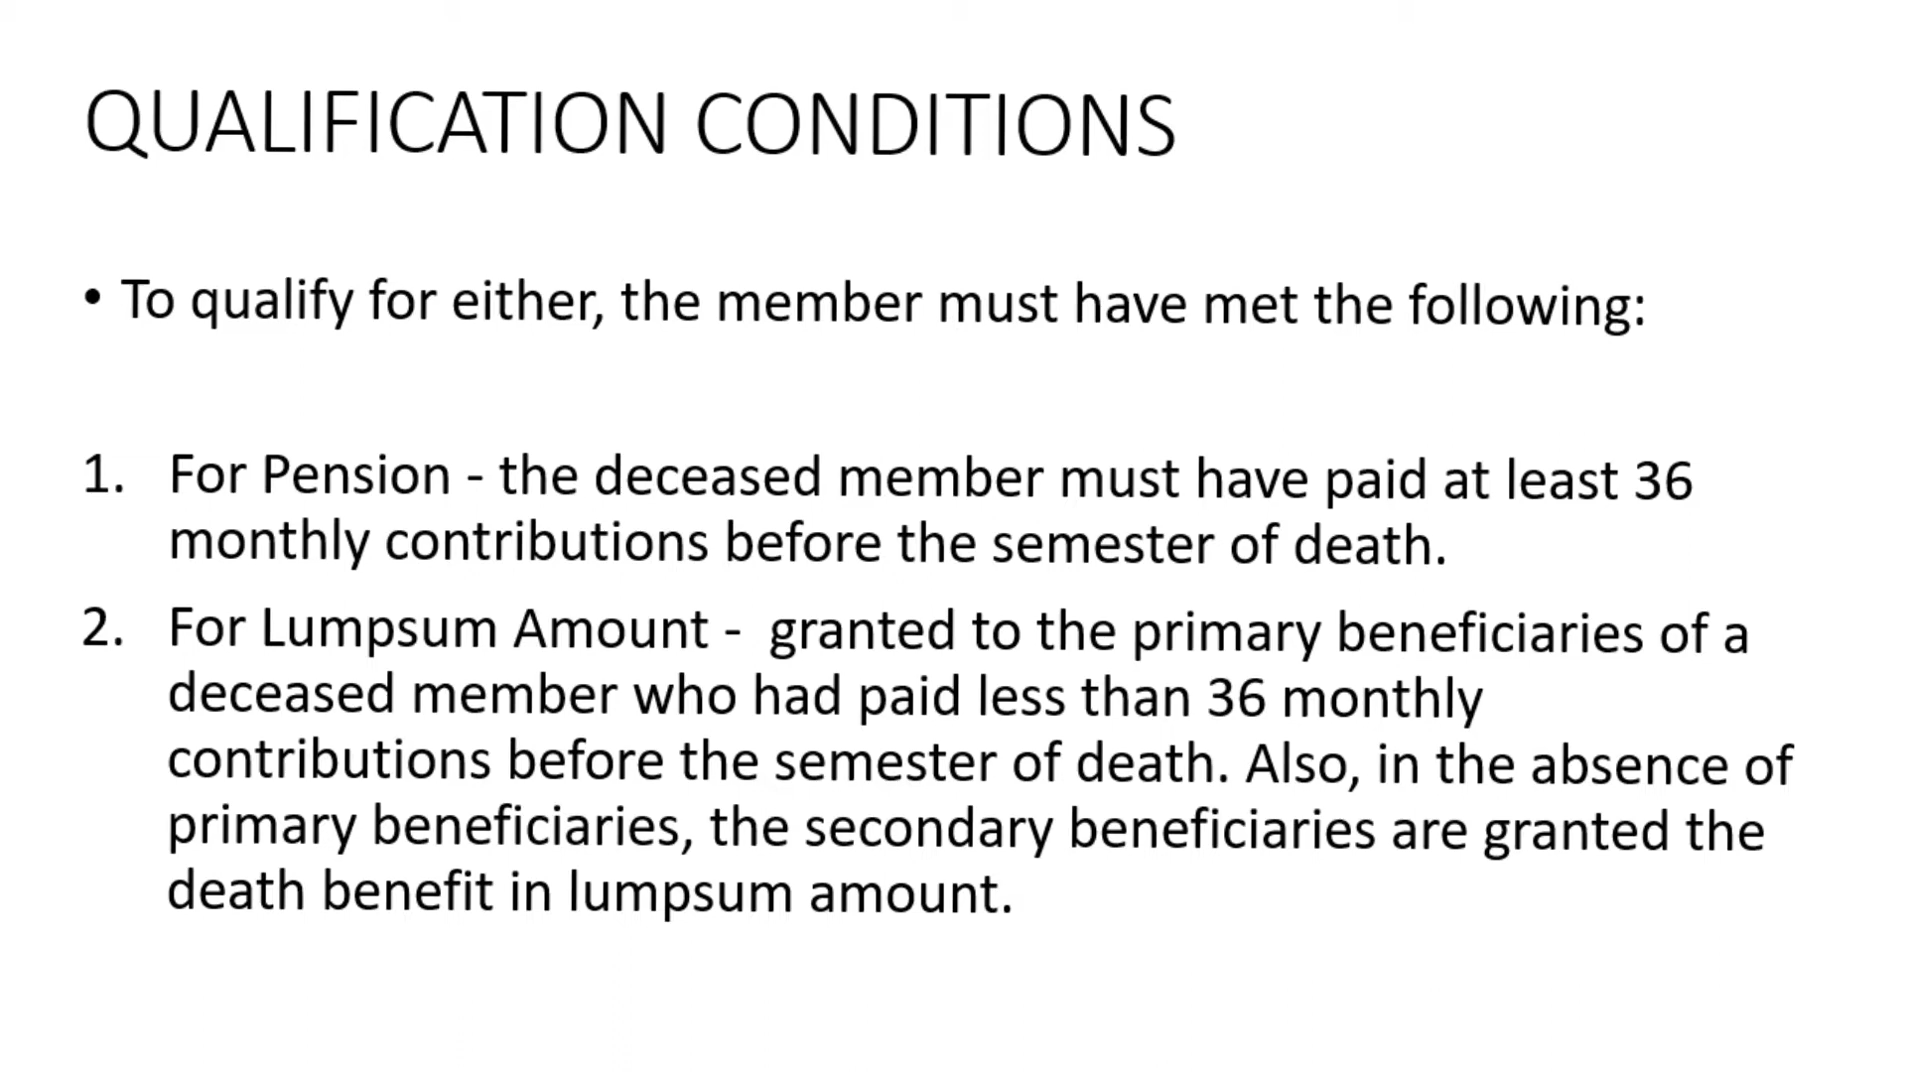 QUALIFICATION CONDITIONS
• To qualify for either, the member must have met the following:
1. For Pension - the deceased member must have paid at least 36
monthly contributions before the semester of death.
2. For Lumpsum Amount - granted to the primary beneficiaries of a
deceased member who had paid less than 36 monthly
contributions before the semester of death. Also, in the absence of
primary beneficiaries, the secondary beneficiaries are granted the
death benefit in lumpsum amount.